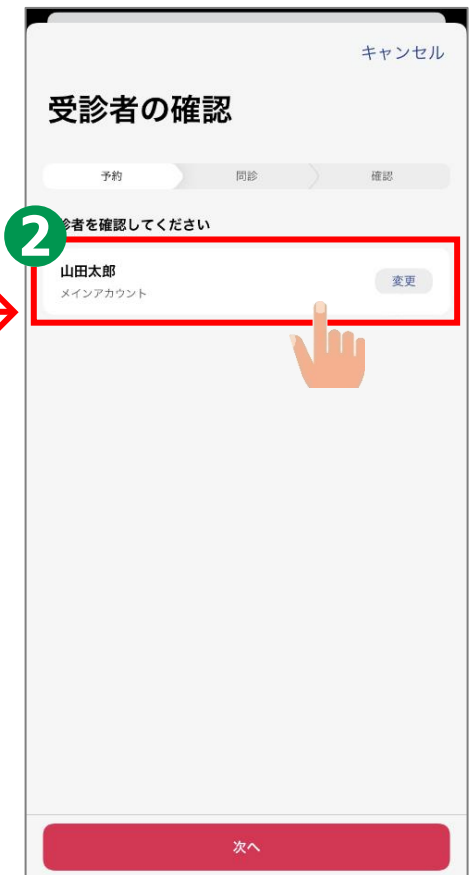 キャンセル
受診者の確認
予約 問診 確認
2
診者を確認してください
山田太郎
メインアカウント
変更
次へ